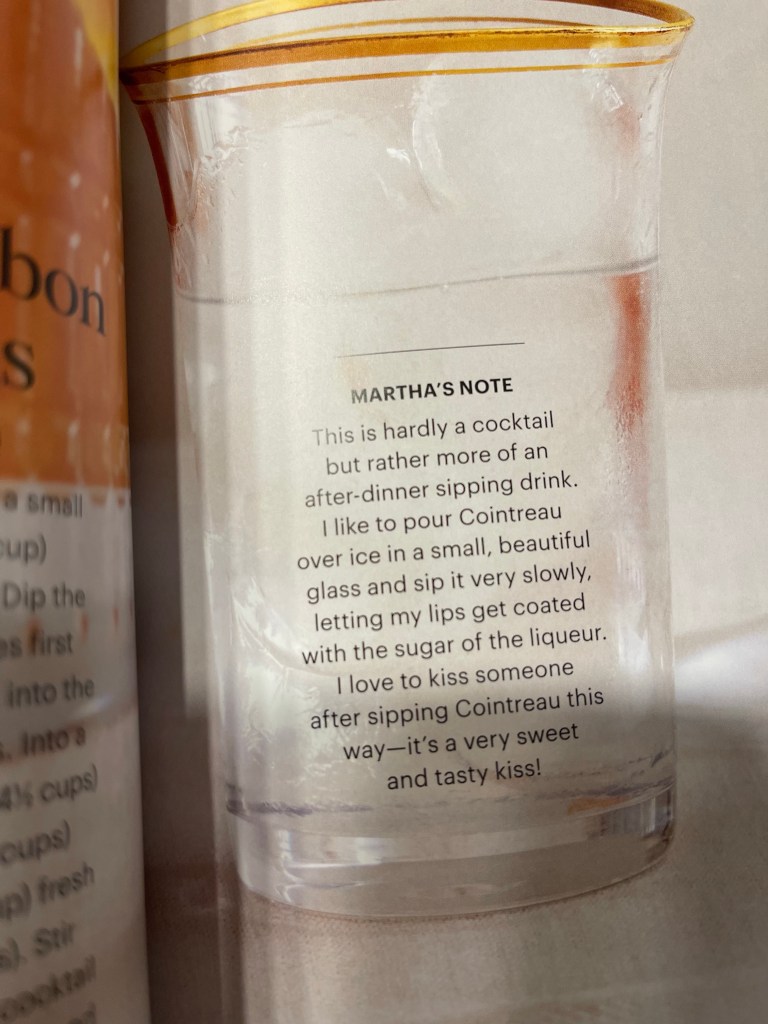 bon
s
a small
cup)
Dip the
es first
into the
s. Into a
4½ cups)
cups)
up) fresh
s). Stir
cocktail
MARTHA'S NOTE
This is hardly a cocktail
but rather more of an
after-dinner sipping drink.
I like to pour Cointreau
over ice in a small, beautiful
glass and sip it very slowly,
letting my lips get coated
with the sugar of the liqueur.
I love to kiss someone
after sipping Cointreau this
way—it's a very sweet
and tasty kiss!